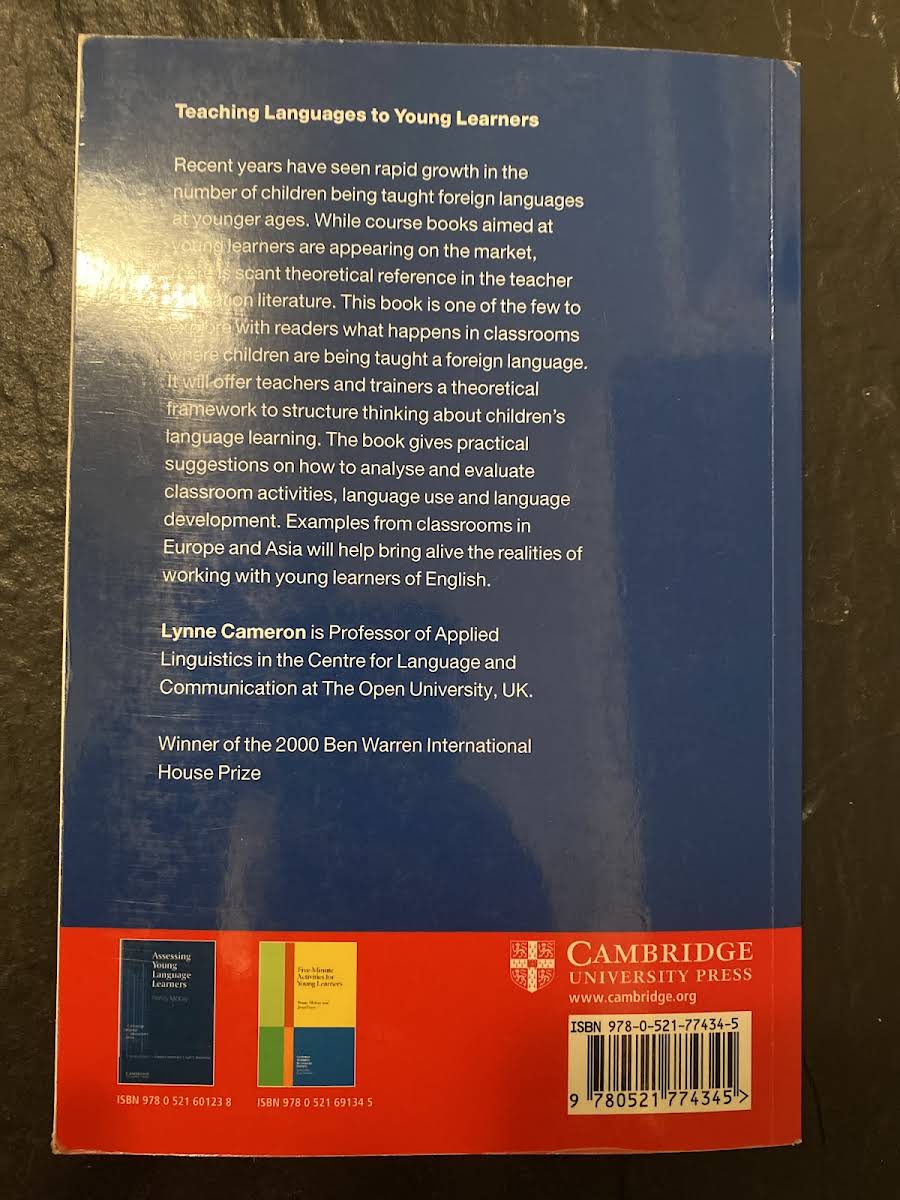 Teaching Languages to Young Learners
Recent years have seen rapid growth in the
number of children being taught foreign languages
at younger ages. While course books aimed at
young learners are appearing on the market,
is scant theoretical reference in the teacher
literature. This book is one of the few to
explore with readers what happens in classrooms
where children are being taught a foreign language.
It will offer teachers and trainers a theoretical
framework to structure thinking about children's
language learning. The book gives practical
suggestions on how to analyse and evaluate
classroom activities, language use and language
development. Examples from classrooms in
Europe and Asia will help bring alive the realities of
working with young learners of English.
Lynne Cameron is Professor of Applied
Linguistics in the Centre for Language and
Communication at The Open University, UK.
Winner of the 2000 Ben Warren International
House Prize
Assessing
Young
Language
Learners
Penny McKay
CAMBRIDGE
ISBN 978 0 521 60123 8
Five-Minute
Activities for
Young Learners
ISBN 978 0 521 69134 5
CAMBRIDGE
UNIVERSITY PRESS
www.cambridge.org
ISBN 978-0-521-77434-5
9 780521 774345 >